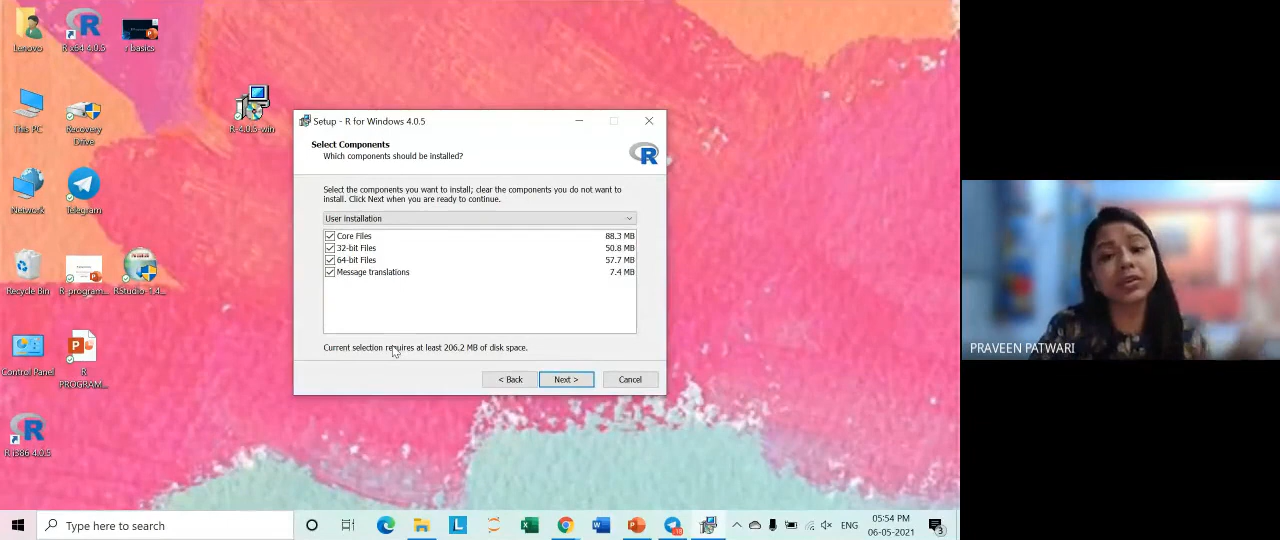 Lenovo
R x64 4.0.5
r basics
This PC
Recovery
Drive
R-4.0.5-win
Network
Telegram
Recycle Bin
R-program...
RStudio-1.4...
Control Panel
R
PROGRAM...
R i386 4.0.5
Setup - R for Windows 4.0.5
Select Components
Which components should be installed?
R
Select the components you want to install; clear the components you do not want to
install. Click Next when you are ready to continue.
User installation
Core Files 88.3 MB
32-bit Files 50.8 MB
64-bit Files 57.7 MB
Message translations 7.4 MB
Current selection requires at least 206.2 MB of disk space.
< Back Next > Cancel
PRAVEEN PATWARI
Type here to search
ENG
05:54 PM
06-05-2021
3